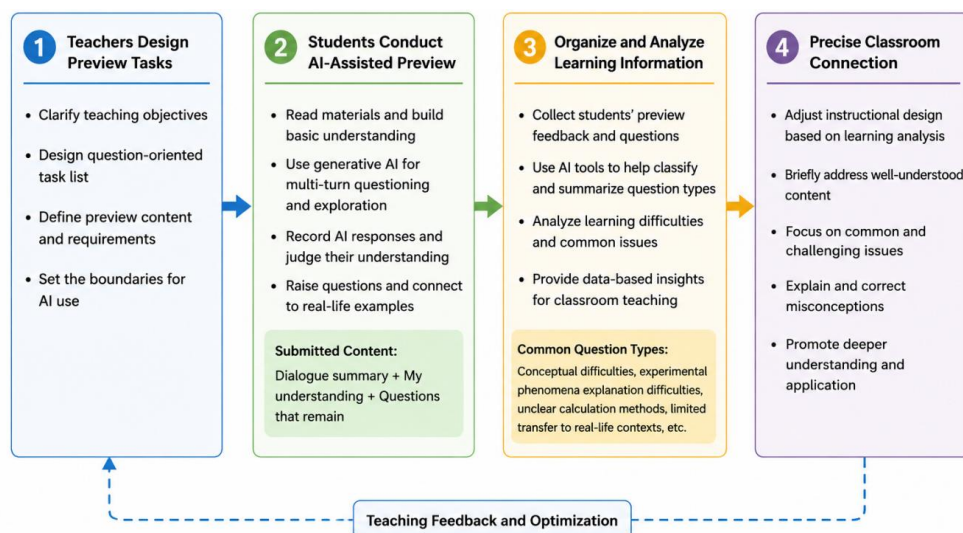 1
Teachers Design
Preview Tasks
• Clarify teaching objectives
• Design question-oriented
task list
• Define preview content
and requirements
• Set the boundaries for
AI use
2
Students Conduct
AI-Assisted Preview
• Read materials and build
basic understanding
• Use generative AI for
multi-turn questioning
and exploration
• Record AI responses and
judge their understanding
• Raise questions and connect
to real-life examples
Submitted Content:
Dialogue summary + My
understanding + Questions
that remain
3
Organize and Analyze
Learning Information
• Collect students' preview
feedback and questions
• Use AI tools to help classify
and summarize question types
• Analyze learning difficulties
and common issues
• Provide data-based insights
for classroom teaching
Common Question Types:
Conceptual difficulties, experimental
phenomena explanation difficulties,
unclear calculation methods, limited
transfer to real-life contexts, etc.
4
Precise Classroom
Connection
• Adjust instructional design
based on learning analysis
• Briefly address well-understood
content
• Focus on common and
challenging issues
• Explain and correct
misconceptions
• Promote deeper
understanding and
application
Teaching Feedback and Optimization